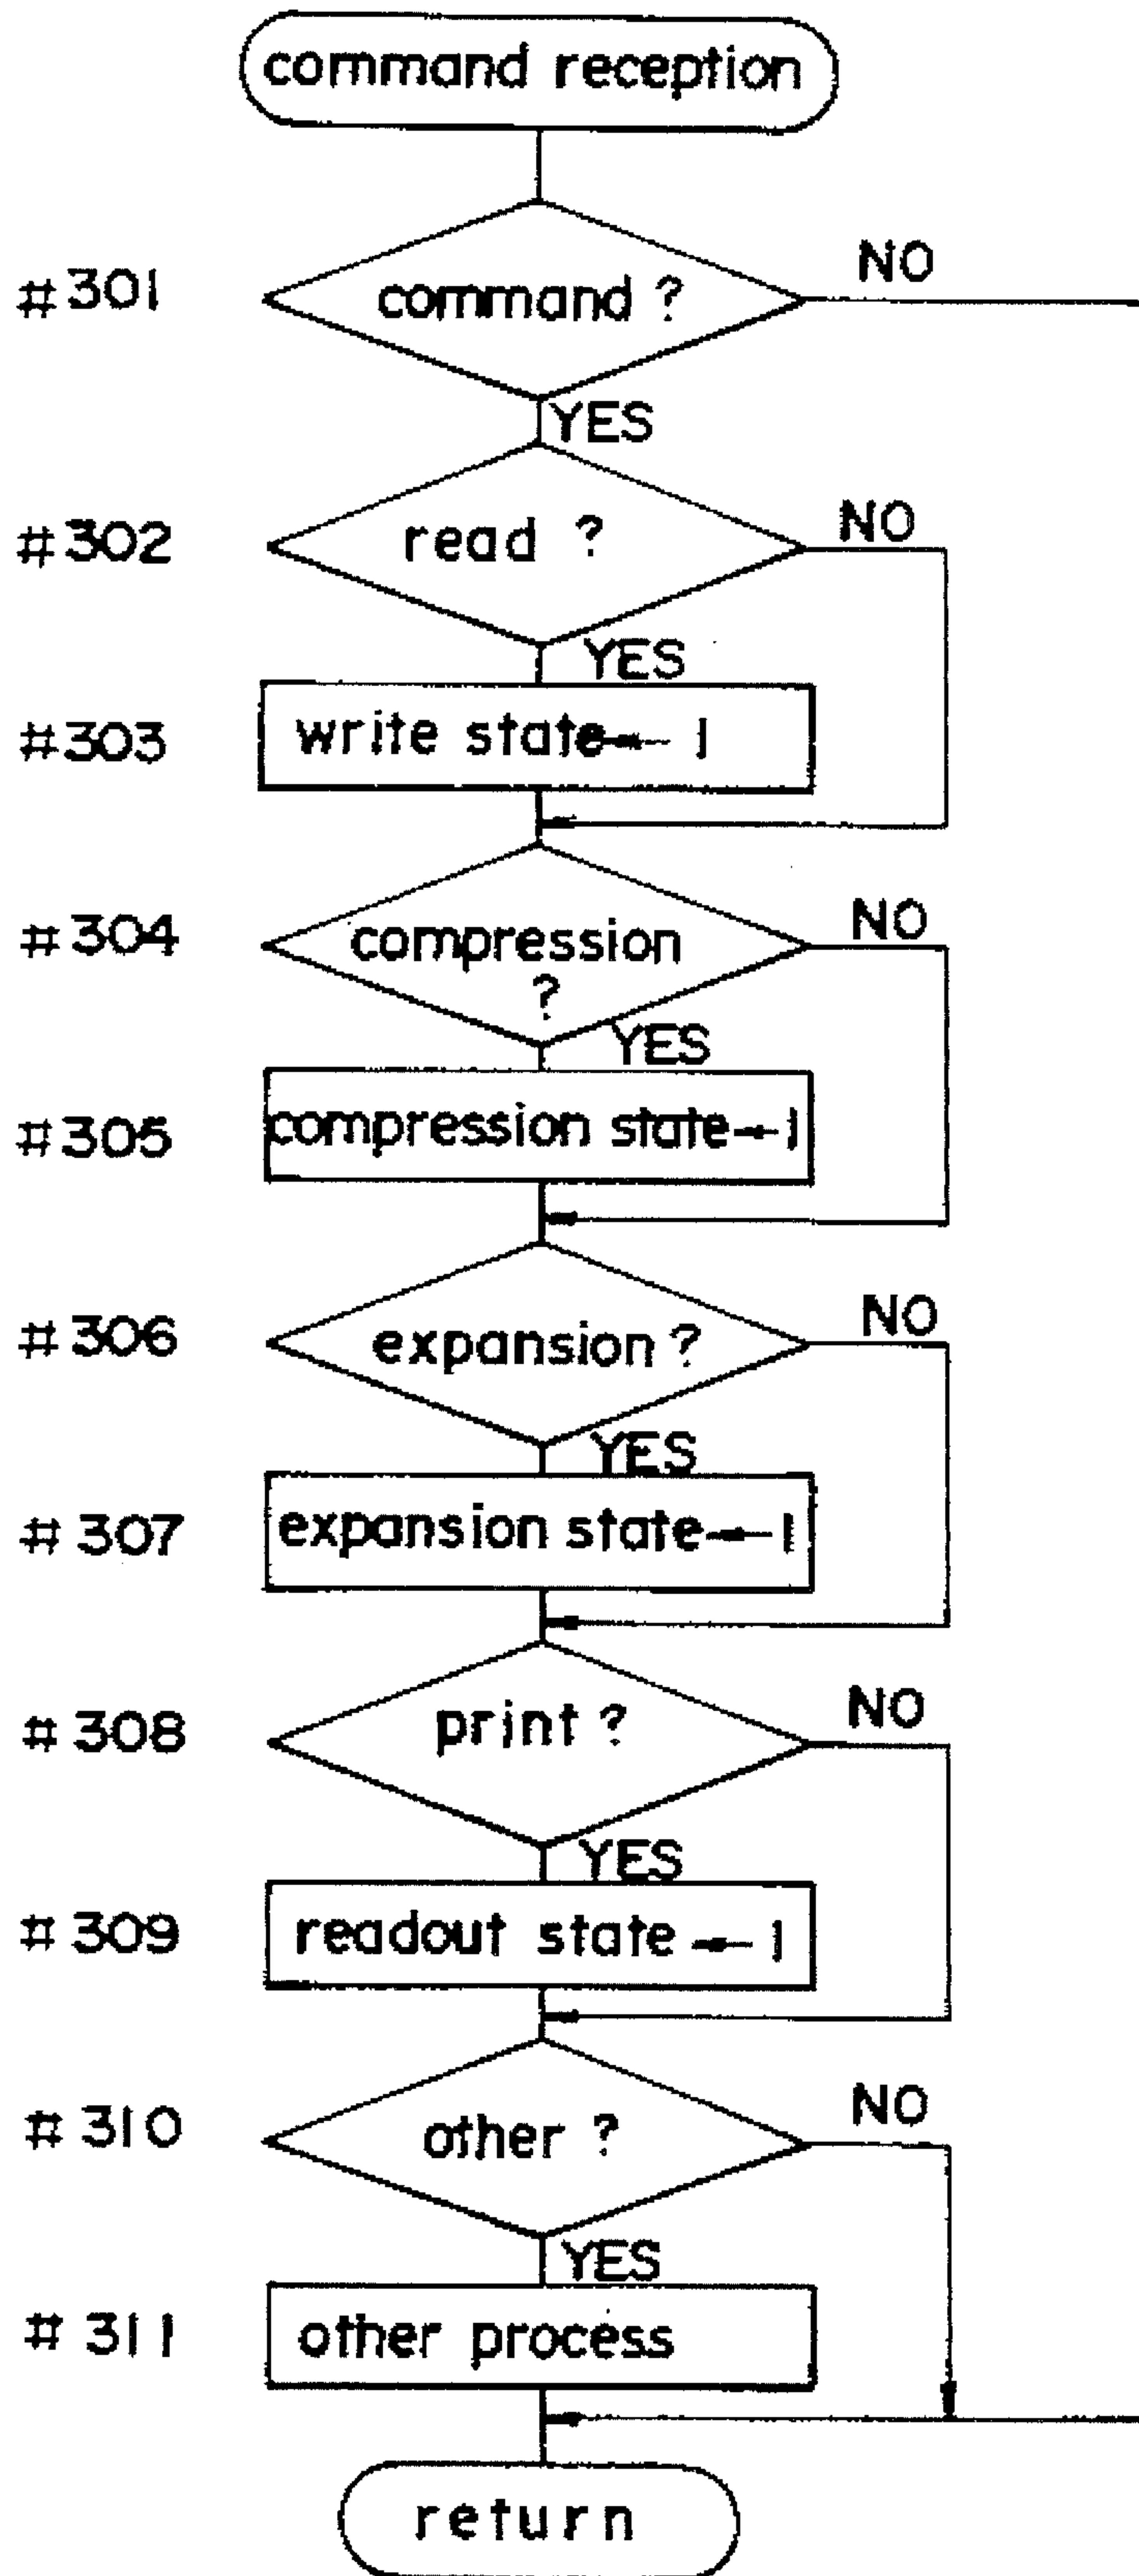 command reception
#301 command ? NO
YES
#302 read ? NO
YES
#303 write state ← 1
#304 compression NO
?
YES
#305 compression state ← 1
#306 expansion ? NO
YES
#307 expansion state ← 1
#308 print ? NO
YES
#309 readout state ← 1
#310 other ? NO
YES
#311 other process
return